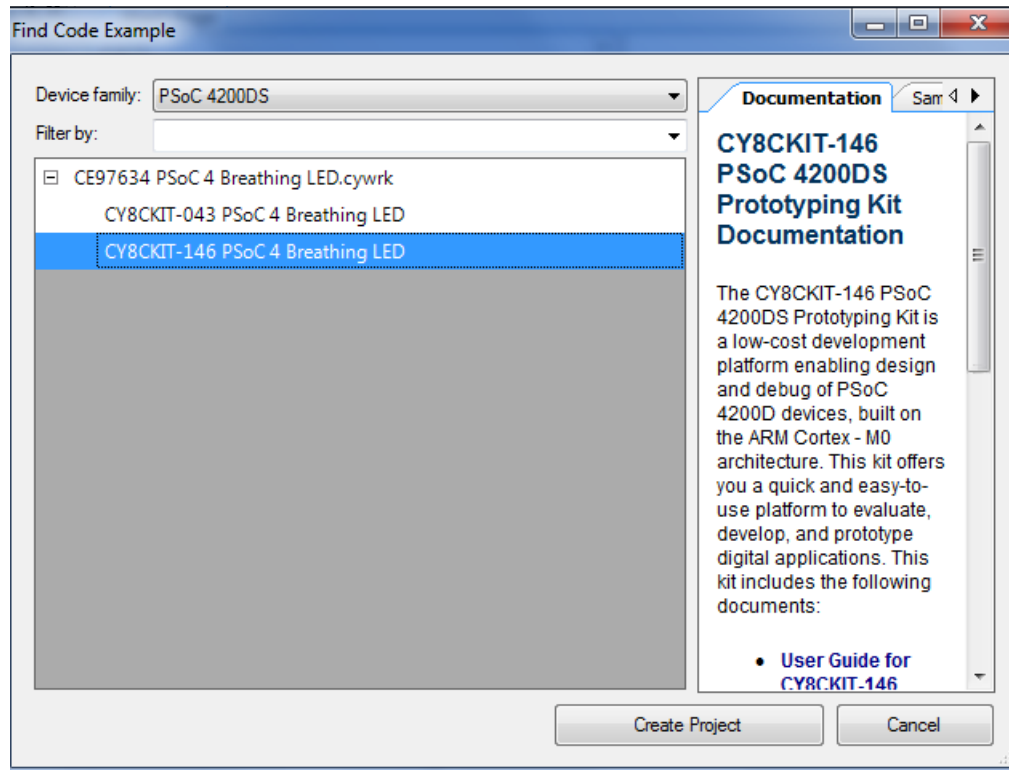 Find Code Example
Device family:
PSoC 4200DS
Filter by:
CE97634 PSoC 4 Breathing LED.cywrk
CY8CKIT-043 PSoC 4 Breathing LED
CY8CKIT-146 PSoC 4 Breathing LED
Documentation
Sam
CY8CKIT-146
PSoC 4200DS
Prototyping Kit
Documentation
The CY8CKIT-146 PSoC
4200DS Prototyping Kit is
a low-cost development
platform enabling design
and debug of PSoC
4200D devices, built on
the ARM Cortex - M0
architecture. This kit offers
you a quick and easy-to-
use platform to evaluate,
develop, and prototype
digital applications. This
kit includes the following
documents:
• User Guide for
CY8CKIT-146
Create Project
Cancel